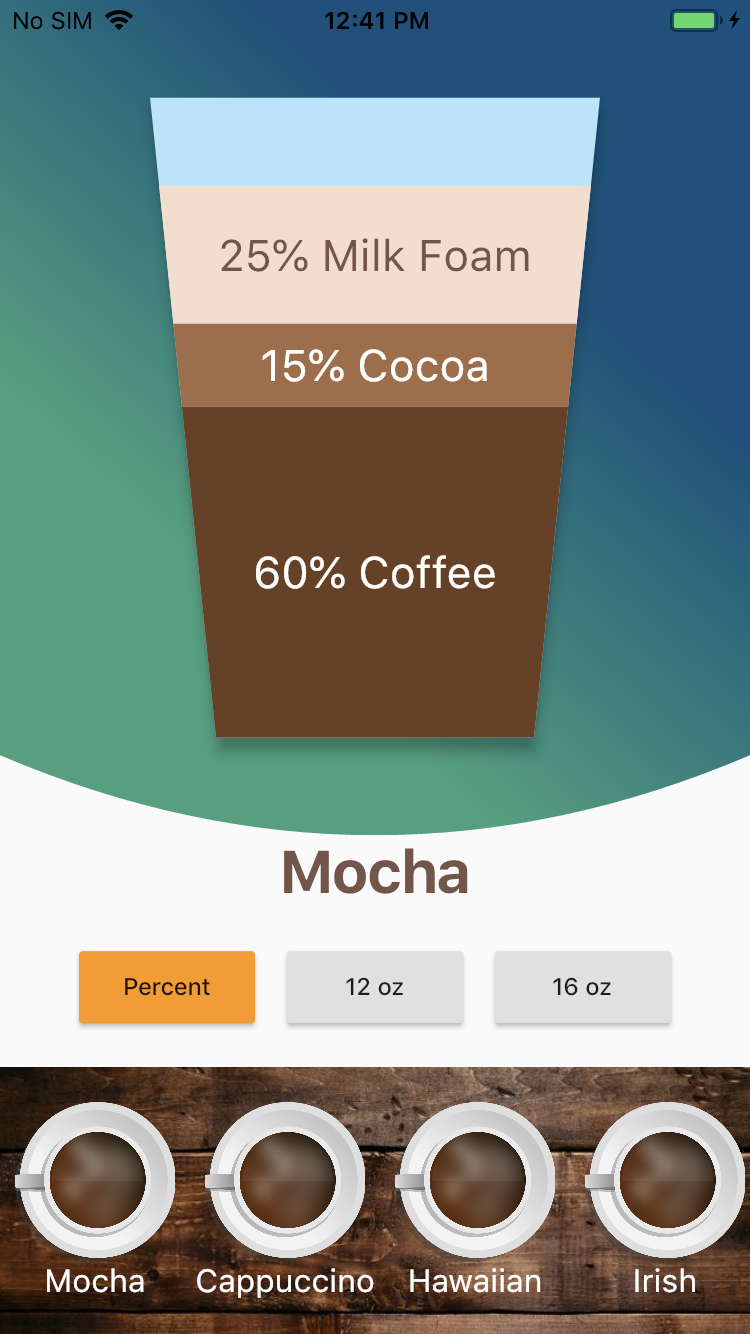 No SIM 12:41 PM
25% Milk Foam
15% Cocoa
60% Coffee
Mocha
Percent 12 oz 16 oz
Mocha Cappuccino Hawaiian Irish